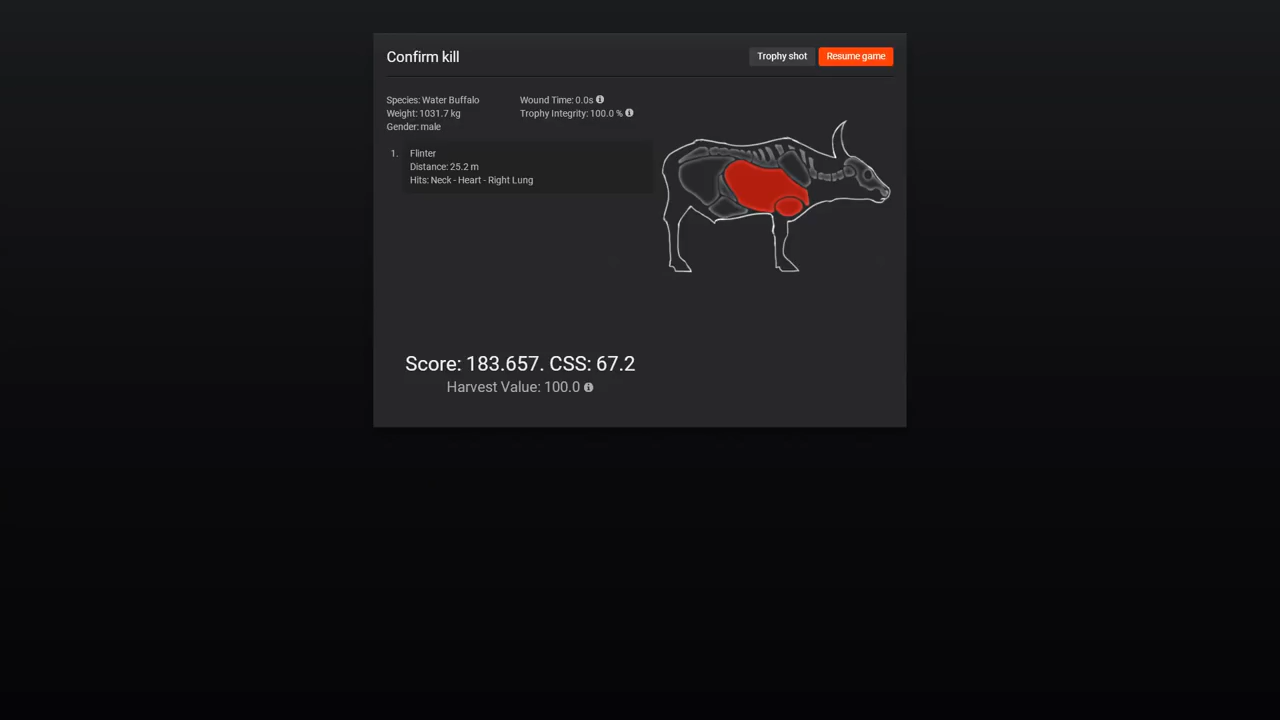 Confirm kill
Trophy shot
Resume game
Species: Water Buffalo
Weight: 1031.7 kg
Gender: male
Wound Time: 0.0s
Trophy Integrity: 100.0 %
1.
Flinter
Distance: 25.2 m
Hits: Neck - Heart - Right Lung
Score: 183.657. CSS: 67.2
Harvest Value: 100.0